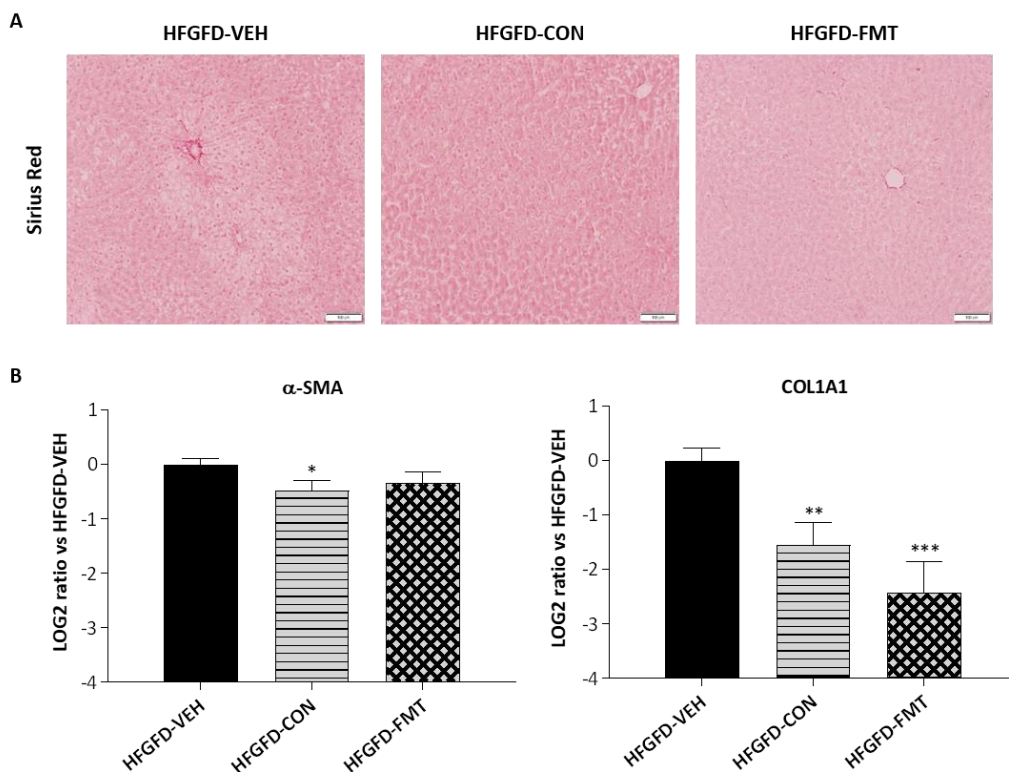 A
HFGFD-VEH HFGFD-CON HFGFD-FMT
Sirius Red
B
α-SMA
LOG2 ratio vs HFGFD-VEH
1
0
-1
-2
-3
-4
*
HFGFD-VEH HFGFD-CON HFGFD-FMT
COL1A1
LOG2 ratio vs HFGFD-VEH
1
0
-1
-2
-3
-4
**
***
HFGFD-VEH HFGFD-CON HFGFD-FMT